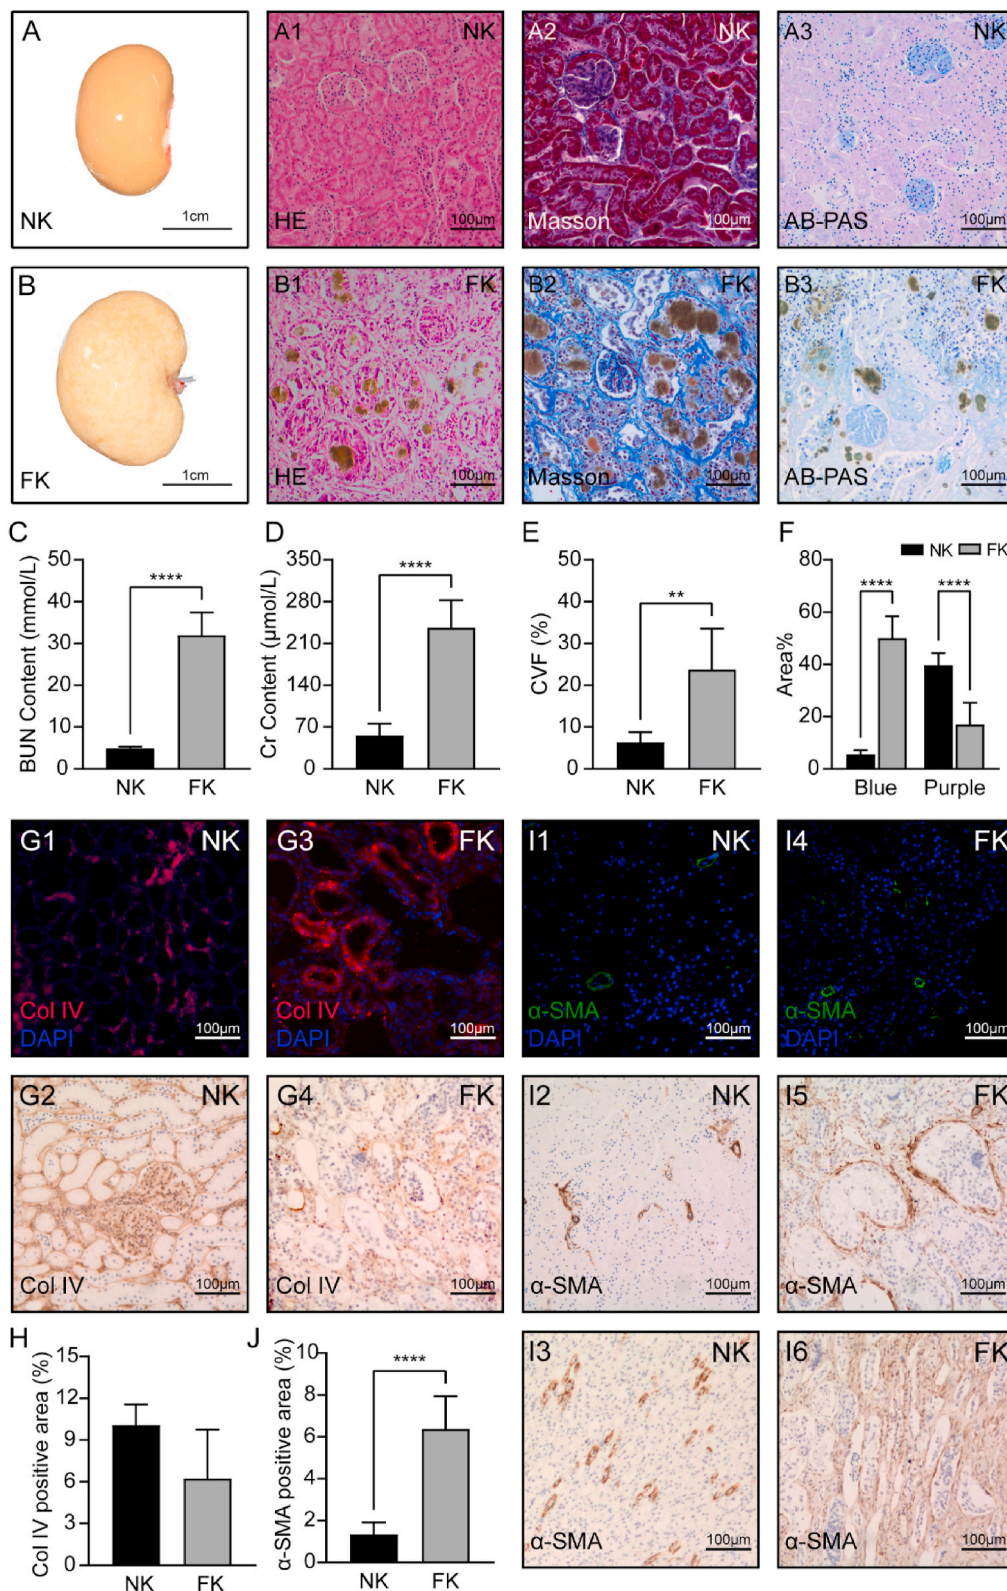 A
NK
1cm
A1 NK
HE
100μm
A2 NK
Masson
100μm
A3 NK
AB-PAS
100μm
B
FK
1cm
B1 FK
HE
100μm
B2 FK
Masson
100μm
B3 FK
AB-PAS
100μm
C
BUN Content (mmol/L)
50
40
30
20
10
0
****
NK FK
D
Cr Content (μmol/L)
350
280
210
140
70
0
****
NK FK
E
CVF (%)
50
40
30
20
10
0
**
NK FK
F
NK FK
Area%
80
60
40
20
0
**** ****
Blue Purple
G1 NK
Col IV
DAPI
100μm
G3 FK
Col IV
DAPI
100μm
I1 NK
α-SMA
DAPI
100μm
I4 FK
α-SMA
DAPI
100μm
G2 NK
Col IV
100μm
G4 FK
Col IV
100μm
I2 NK
α-SMA
100μm
I5 FK
α-SMA
100μm
H
Col IV positive area (%)
15
12
9
6
3
0
NK FK
J
α-SMA positive area (%)
10
8
6
4
2
0
****
NK FK
I3 NK
α-SMA
100μm
I6 FK
α-SMA
100μm